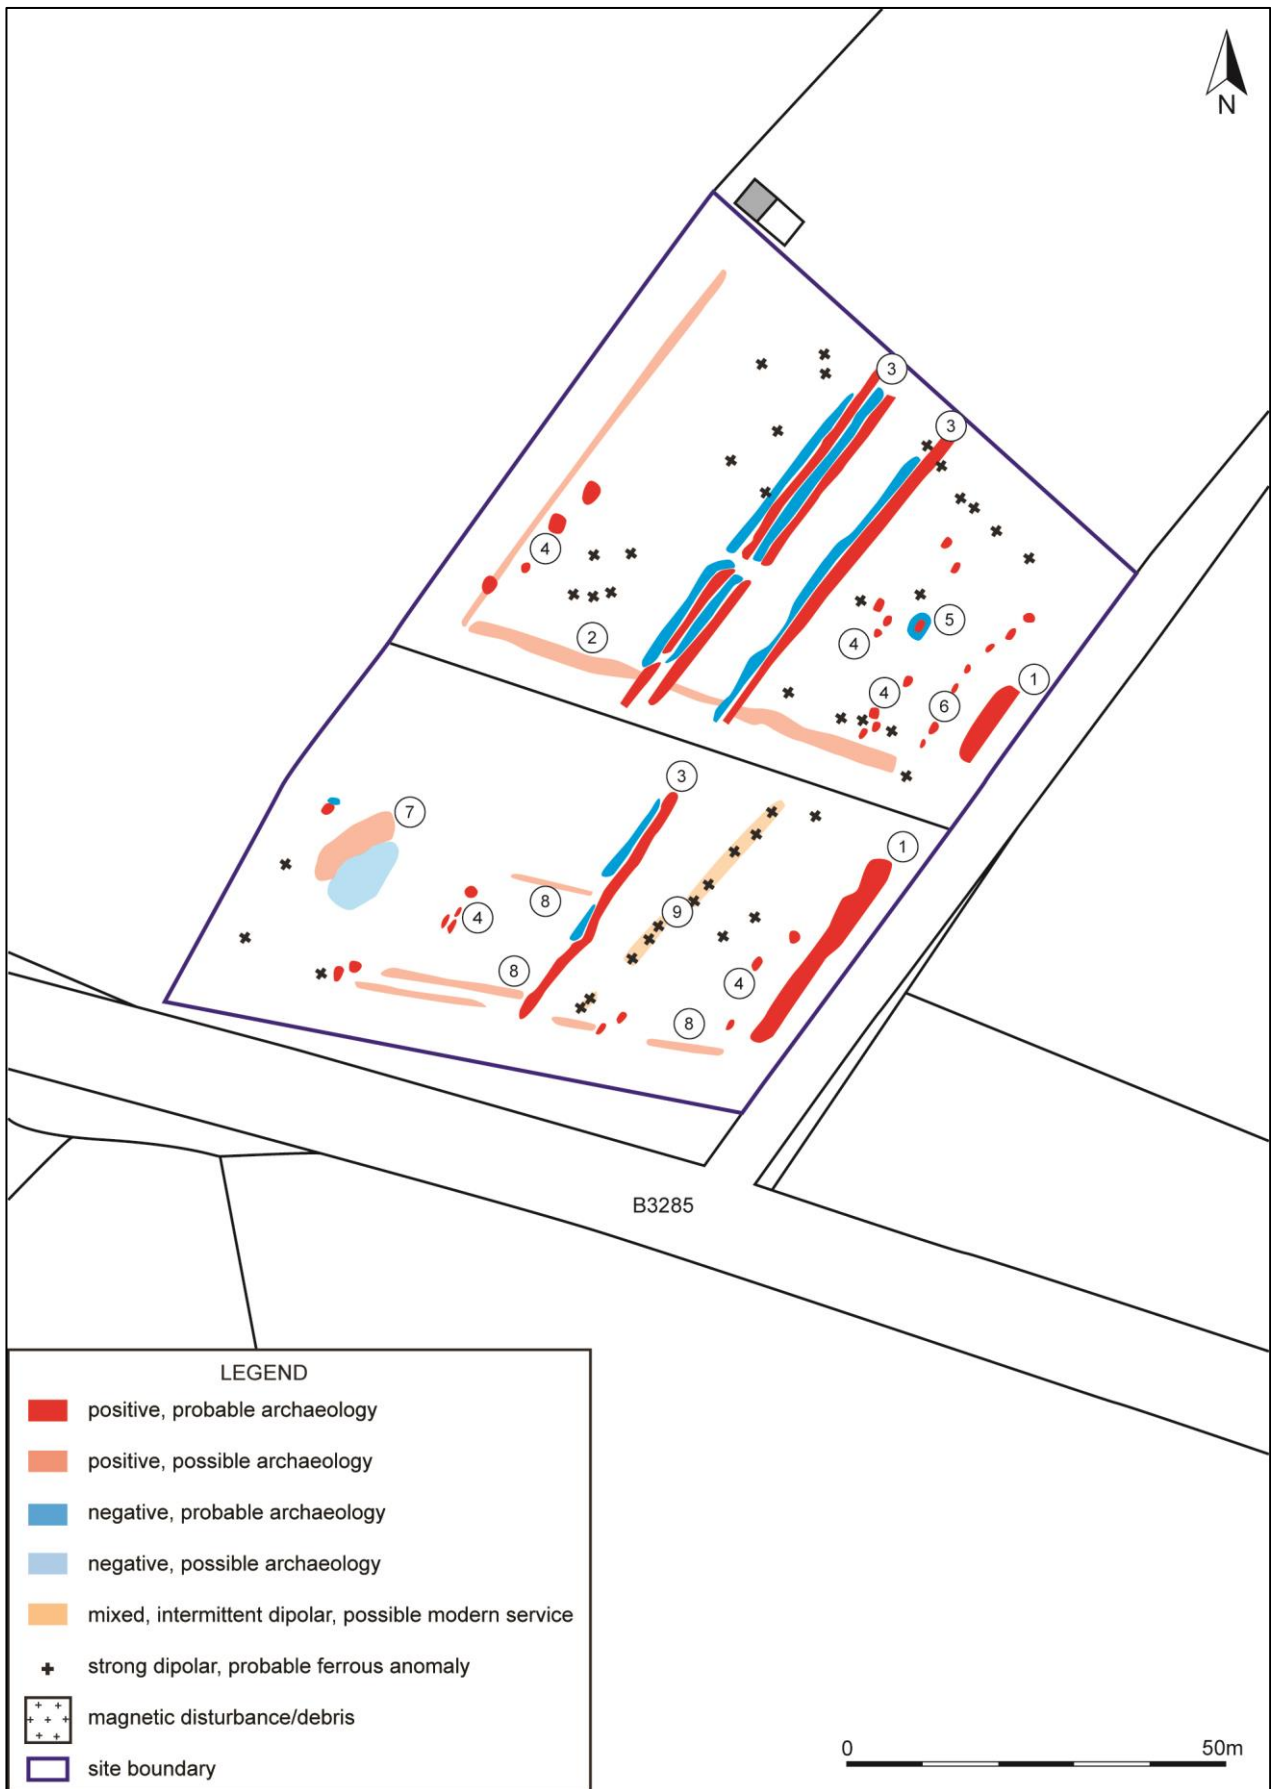 N
3
3
4
2
5
4
4
6
1
3
7
1
8
4
9
8
4
8
B3285
LEGEND
positive, probable archaeology
positive, possible archaeology
negative, probable archaeology
negative, possible archaeology
mixed, intermittent dipolar, possible modern service
strong dipolar, probable ferrous anomaly
magnetic disturbance/debris
site boundary
0 50m